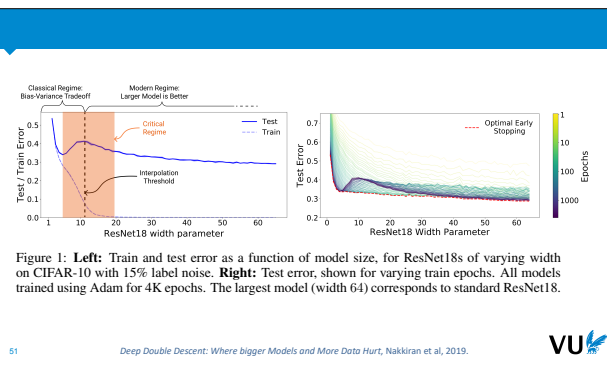 Classical Regime:
Bias-Variance Tradeoff
Modern Regime:
Larger Model is Better
Test / Train Error
0.5
0.4
0.3
0.2
0.1
0.0
Critical
Regime
Test
Train
Interpolation
Threshold
1 10 20 30 40 50 60
ResNet18 width parameter
Test Error
0.7
0.6
0.5
0.4
0.3
0.2
Optimal Early
Stopping
1 10 20 30 40 50 60
ResNet18 Width Parameter
1
10
100
1000
Epochs
Figure 1: Left: Train and test error as a function of model size, for ResNet18s of varying width
on CIFAR-10 with 15% label noise. Right: Test error, shown for varying train epochs. All models
trained using Adam for 4K epochs. The largest model (width 64) corresponds to standard ResNet18.
51
Deep Double Descent: Where bigger Models and More Data Hurt, Nakkiran et al, 2019.
VU